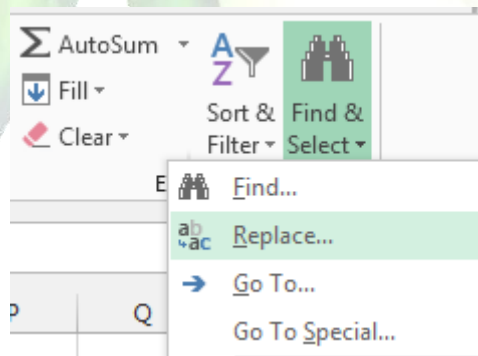 AutoSum
Fill
Clear
Sort &
Filter
Find &
Select
E
Find...
Replace...
Go To...
Go To Special...
Q